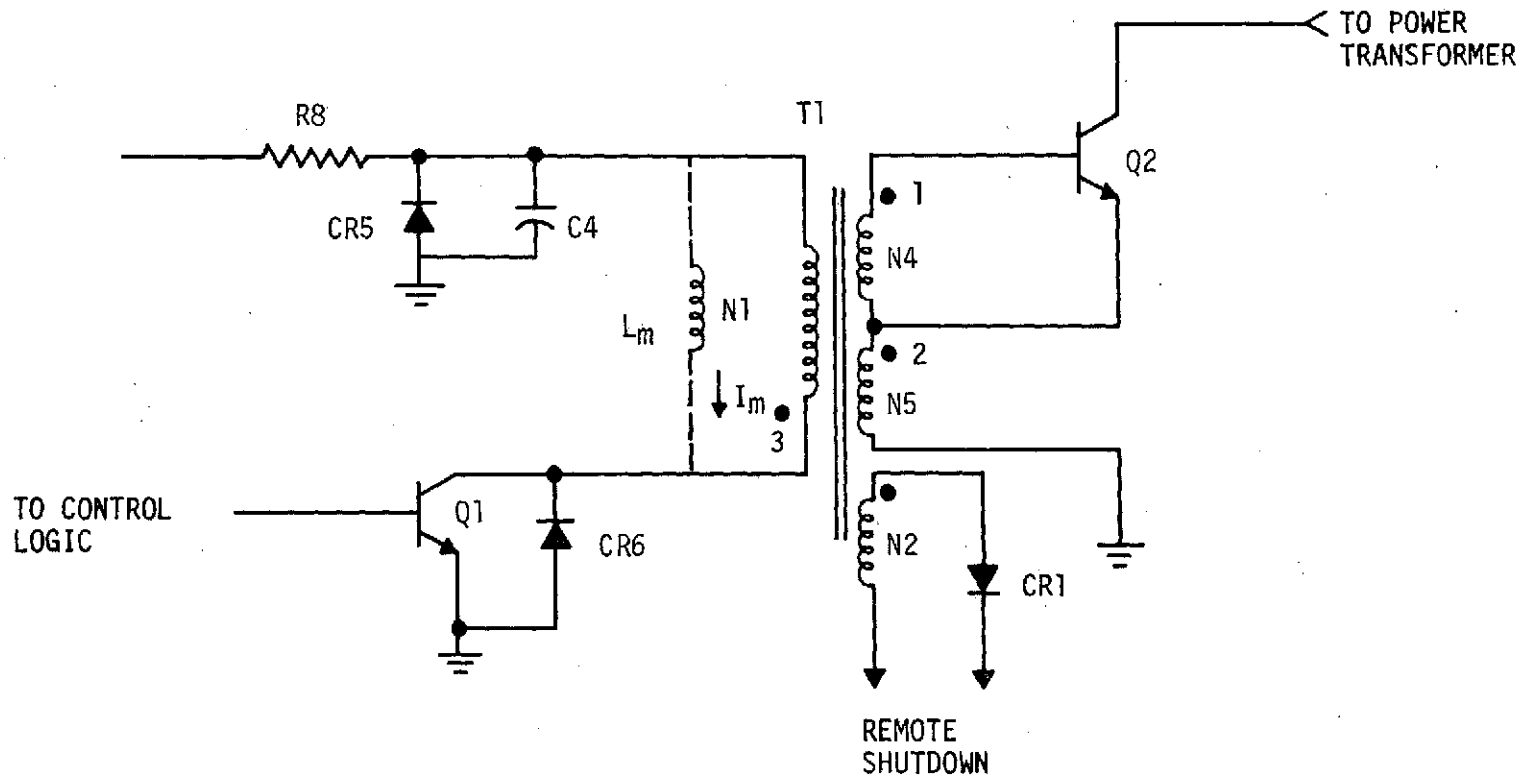 TO POWER
TRANSFORMER
R8
T1
Q2
1
CR5
C4
N4
N1
Lm
2
Im
N5
3
TO CONTROL
LOGIC
Q1
CR6
N2
CR1
REMOTE
SHUTDOWN